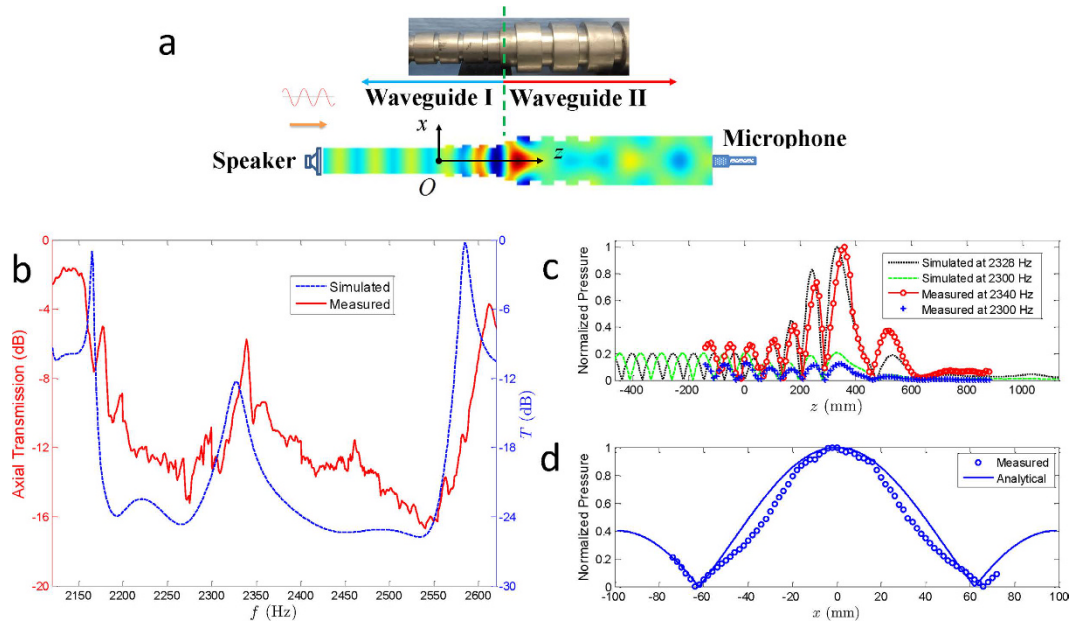 a
Waveguide I Waveguide II
x
Speaker
z
Microphone
O
b
Axial Transmission (dB)
0
-4
-8
-12
-16
-20
2150 2200 2250 2300 2350 2400 2450 2500 2550 2600
f (Hz)
0
-6
-12
-18
-24
-30
T (dB)
Simulated
Measured
c
Normalized Pressure
1
0.8
0.6
0.4
0.2
0
-400 -200 0 200 400 600 800 1000
z (mm)
Simulated at 2328 Hz
Simulated at 2300 Hz
Measured at 2340 Hz
Measured at 2300 Hz
d
Normalized Pressure
1
0.8
0.6
0.4
0.2
0
-100 -80 -60 -40 -20 0 20 40 60 80 100
x (mm)
Measured
Analytical